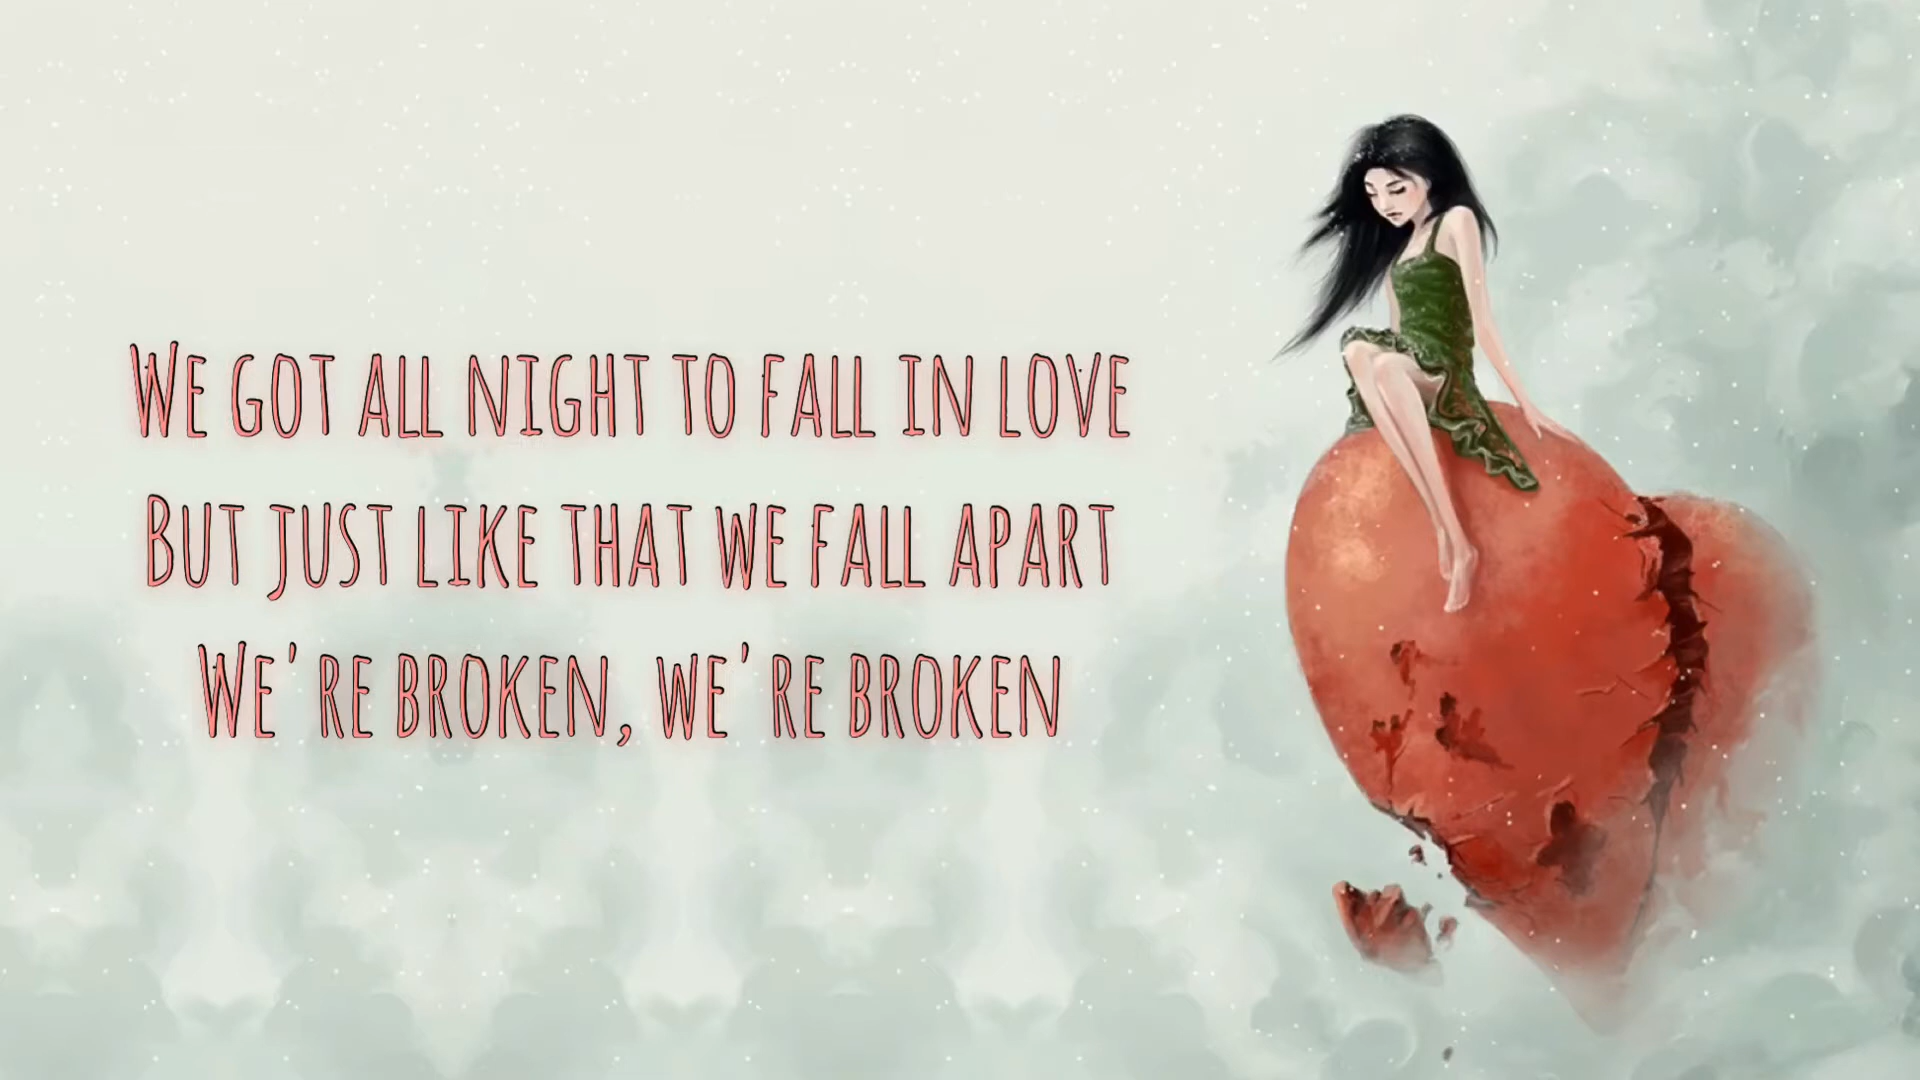 We got all night to fall in love
But just like that we fall apart
We're broken, we're broken